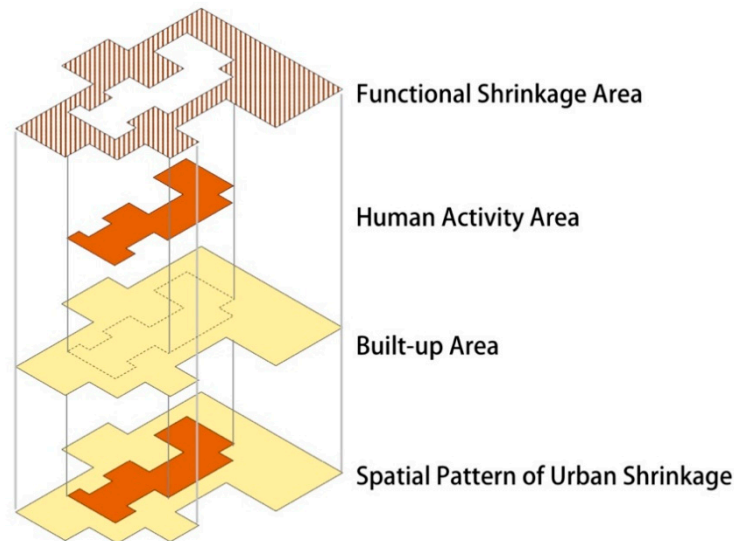 Functional Shrinkage Area
Human Activity Area
Built-up Area
Spatial Pattern of Urban Shrinkage